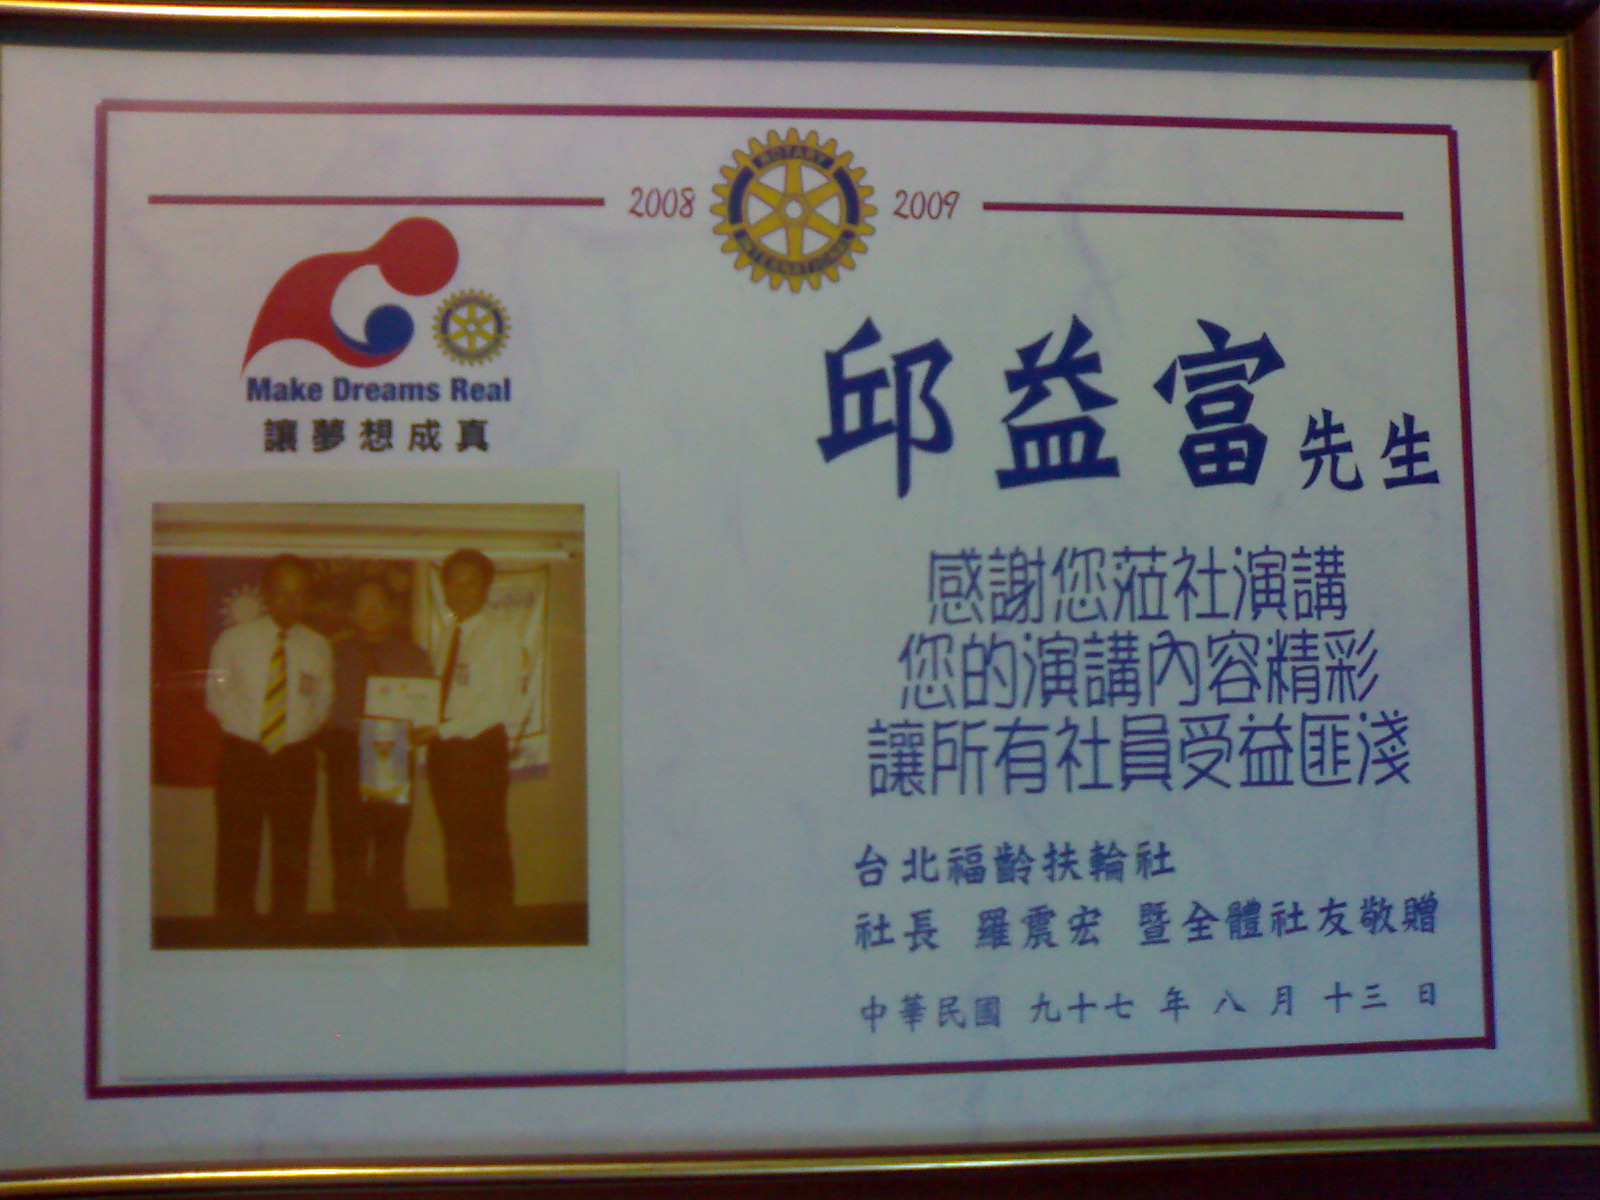 2008 ROTARY INTERNATIONAL 2009
Make Dreams Real
讓夢想成真
邱益富先生
感謝您蒞社演講
您的演講內容精彩
讓所有社員受益匪淺
台北福齡扶輪社
社長 羅震宏 暨全體社友敬贈
中華民國 九十七 年 八 月 十三 日